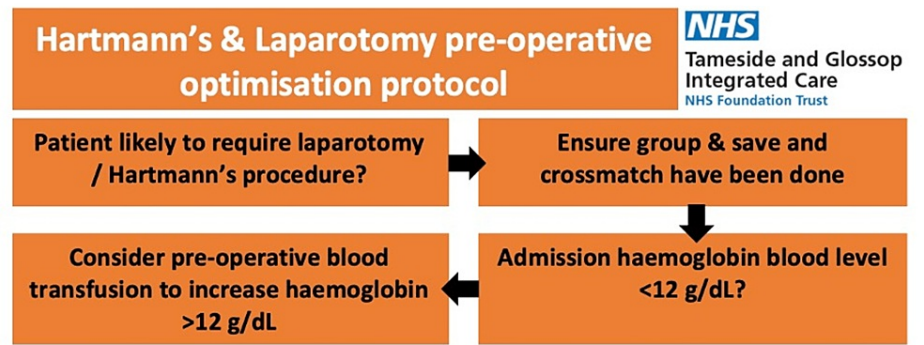 Hartmann’s & Laparotomy pre-operative
optimisation protocol
NHS
Tameside and Glossop
Integrated Care
NHS Foundation Trust
Patient likely to require laparotomy
/ Hartmann’s procedure?
Ensure group & save and
crossmatch have been done
Admission haemoglobin blood level
<12 g/dL?
Consider pre-operative blood
transfusion to increase haemoglobin
>12 g/dL